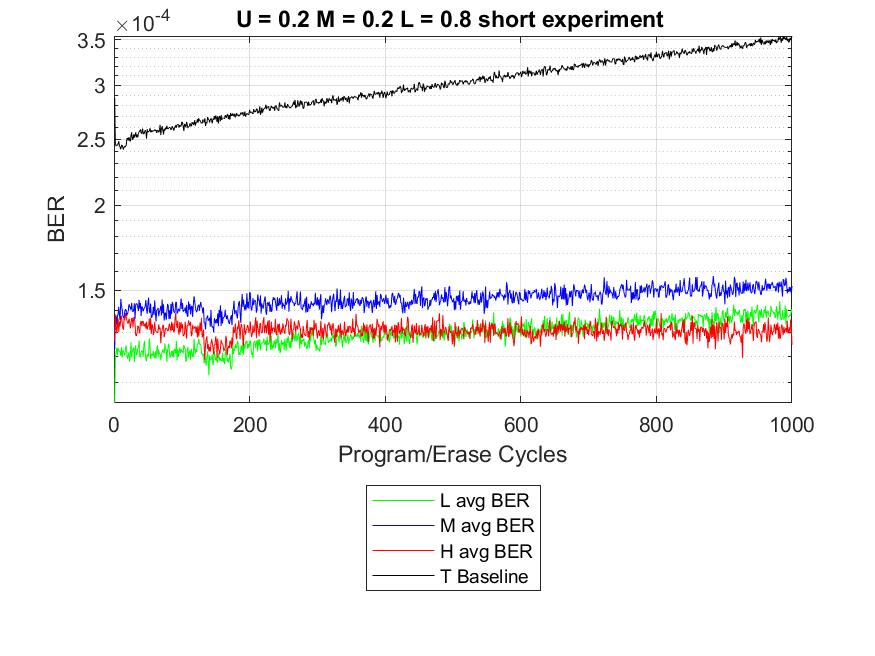 ×10-4
U = 0.2 M = 0.2 L = 0.8 short experiment
3.5
3
2.5
2
1.5
BER
0 200 400 600 800 1000
Program/Erase Cycles
L avg BER
M avg BER
H avg BER
T Baseline